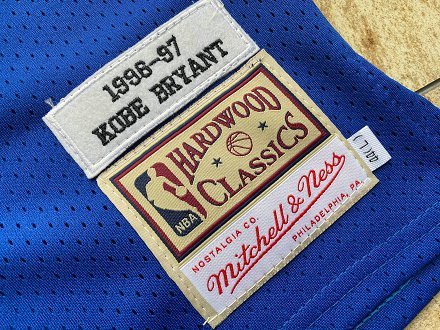 1996-97
KOBE BRYANT
HARDWOOD
CLASSICS
NBA
NOSTALGIA CO.
Mitchell & Ness
PHILADELPHIA, PA.